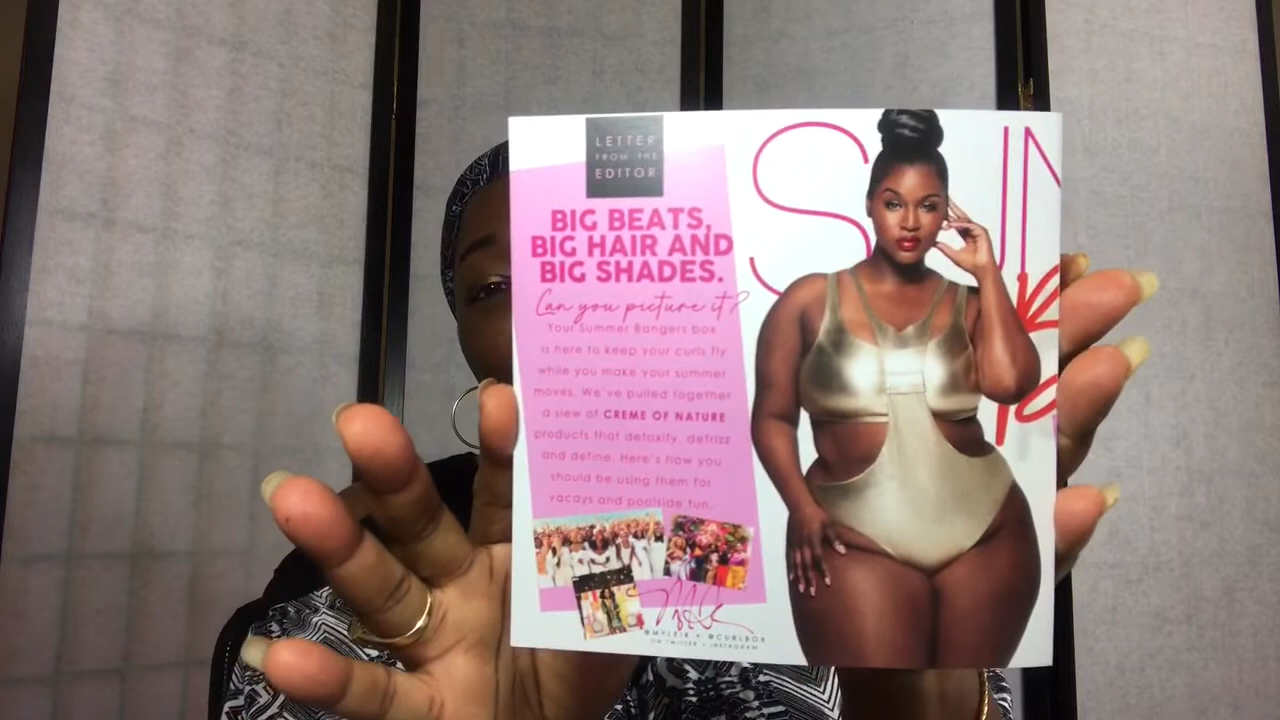 LETTER
FROM THE
EDITOR
BIG BEATS,
BIG HAIR AND
BIG SHADES.
Can you picture it?
Your Summer Bangers box
is here to keep your curls fly
while you make your summer
moves. We've pulled together
a slew of CREME OF NATURE
products that detoxify, defrizz
and define. Here's how you
should be using them for
vacays and poolside fun.
@MYLEIK • @CURLBOX
ON TWITTER • INSTAGRAM
SUN